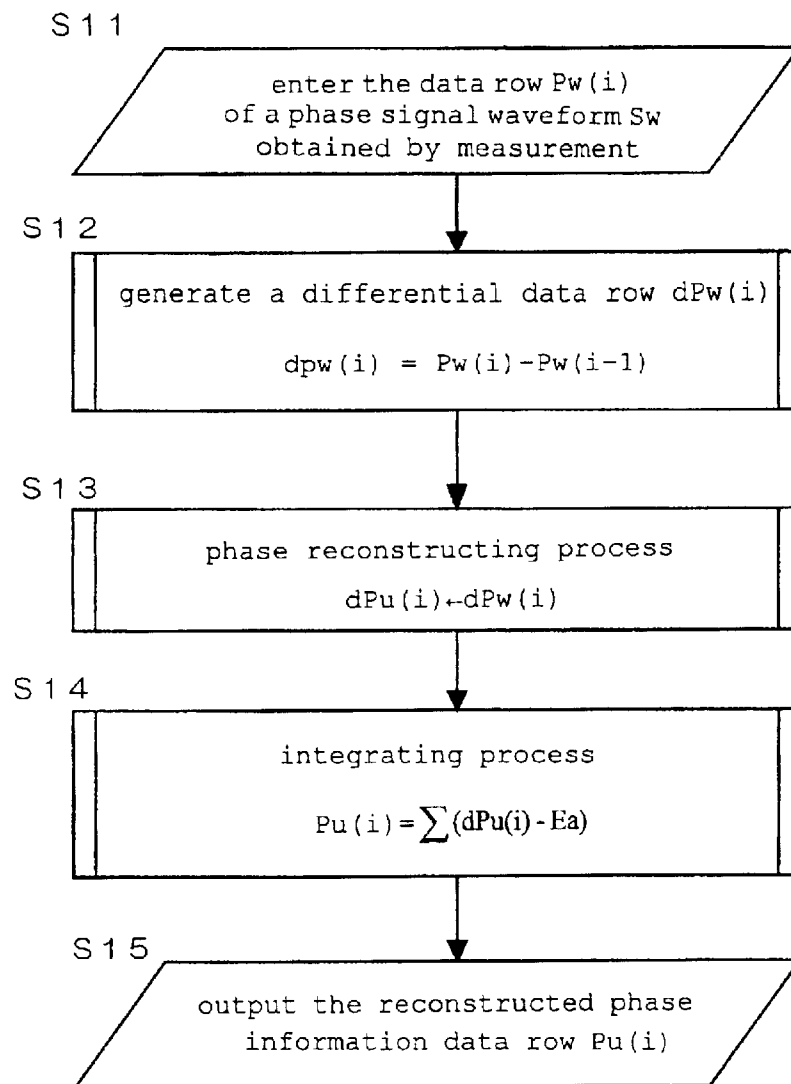 S11
enter the data row Pw(i)
of a phase signal waveform Sw
obtained by measurement
S12
generate a differential data row dPw(i)
dpw(i) = Pw(i)-Pw(i-1)
S13
phase reconstructing process
dPu(i)←dPw(i)
S14
integrating process
Pu(i)=∑(dPu(i) - Ea)
S15
output the reconstructed phase
information data row Pu(i)